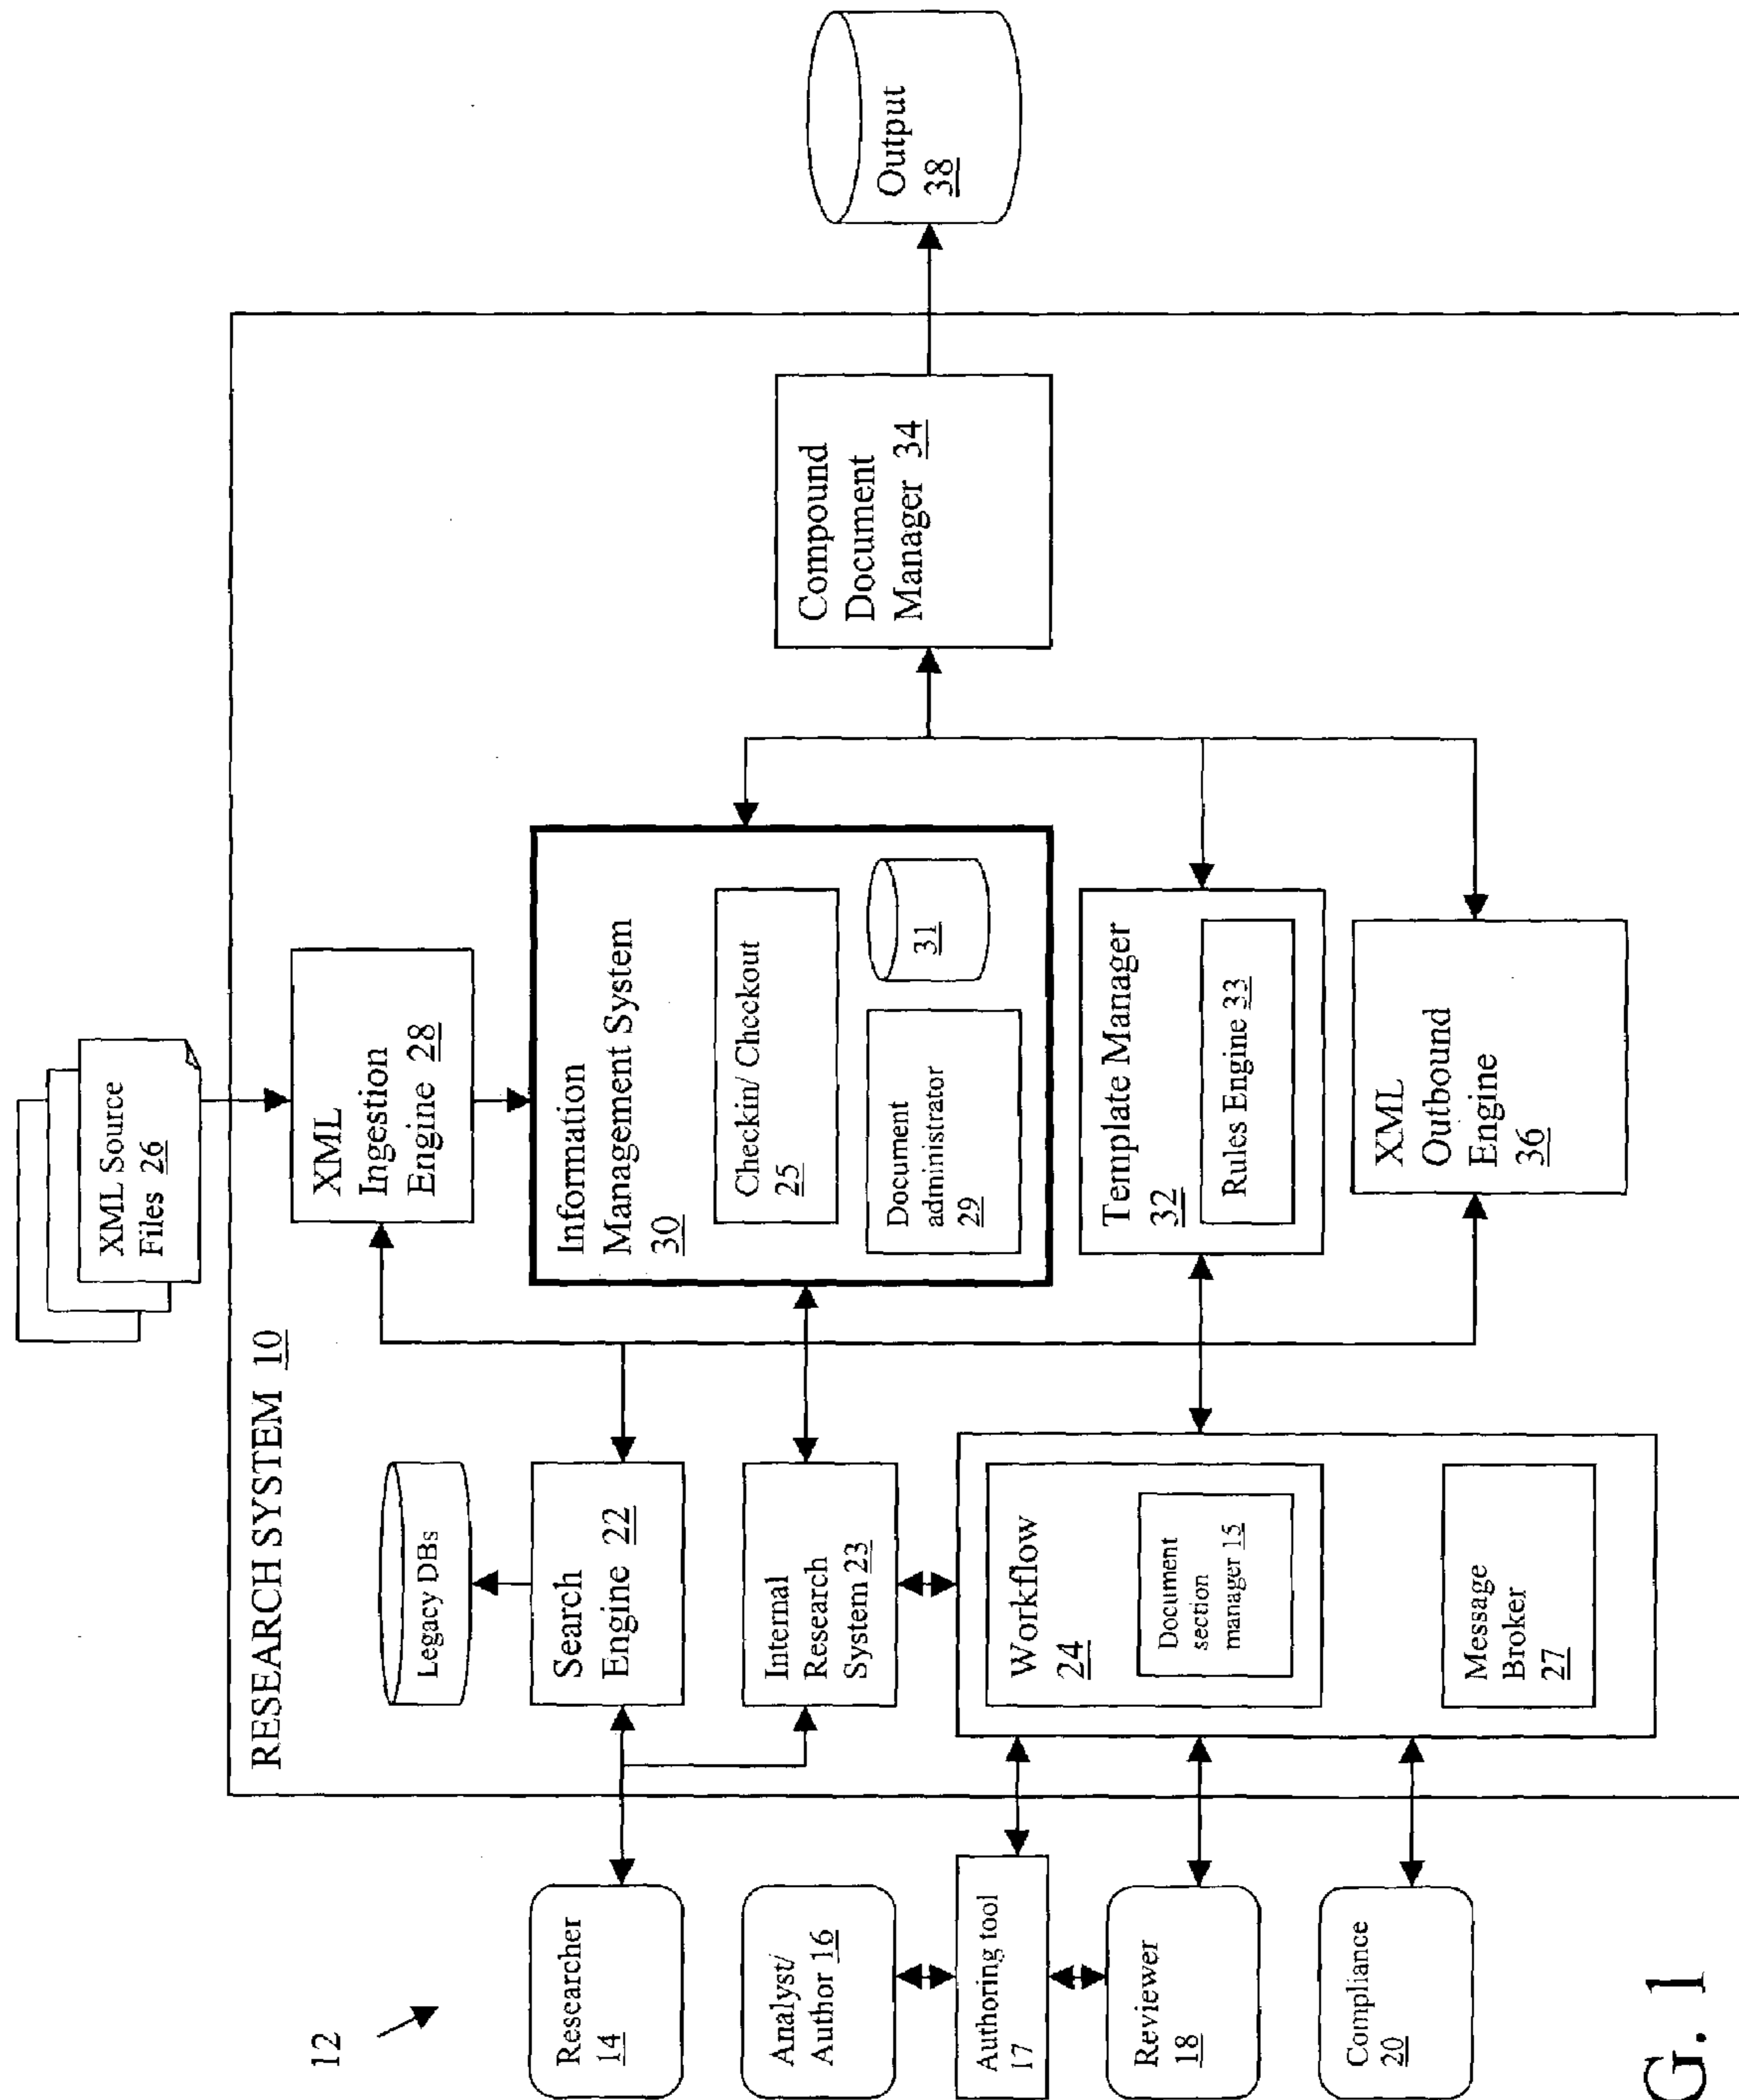 12
Researcher
14
Analyst/
Author 16
Authoring tool
17
Reviewer
18
Compliance
20
RESEARCH SYSTEM 10
Legacy DBs
Search
Engine 22
Internal
Research
System 23
Workflow
24
Document
section
manager 15
Message
Broker
27
XML Source
Files 26
XML
Ingestion
Engine 28
Information
Management System
30
Checkin/ Checkout
25
Document
administrator
29
31
Template Manager
32
Rules Engine 33
XML
Outbound
Engine
36
Compound
Document
Manager 34
Output
38
G. 1